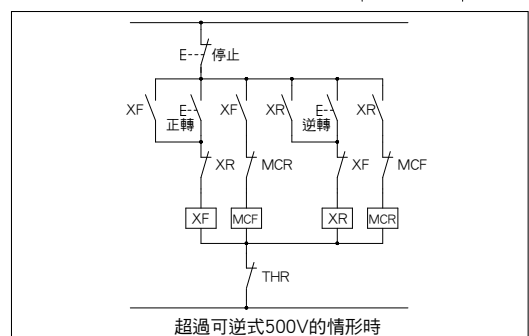 E 停止
XF E XF XR E XR
正轉 逆轉
XR MCR XF MCF
XF MCF XR MCR
THR
超過可逆式500V的情形時